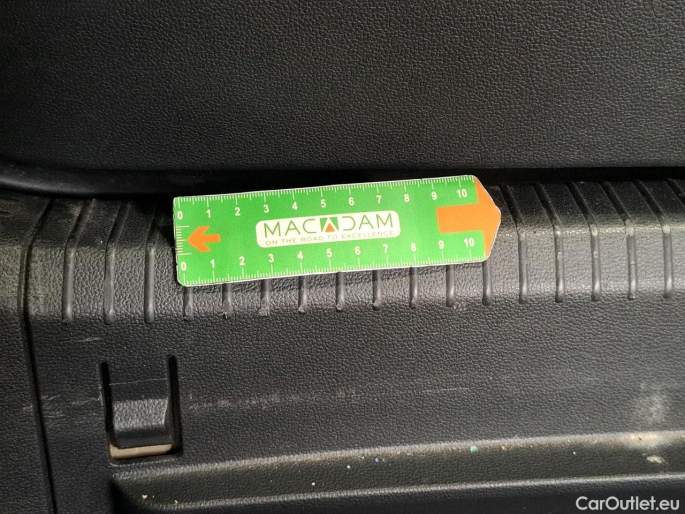 0 1 2 3 4 5 6 7 8 9 10
MACADAM
ON THE ROAD TO EXCELLENCE
0 1 2 3 4 5 6 7 8 9 10
CarOutlet.eu